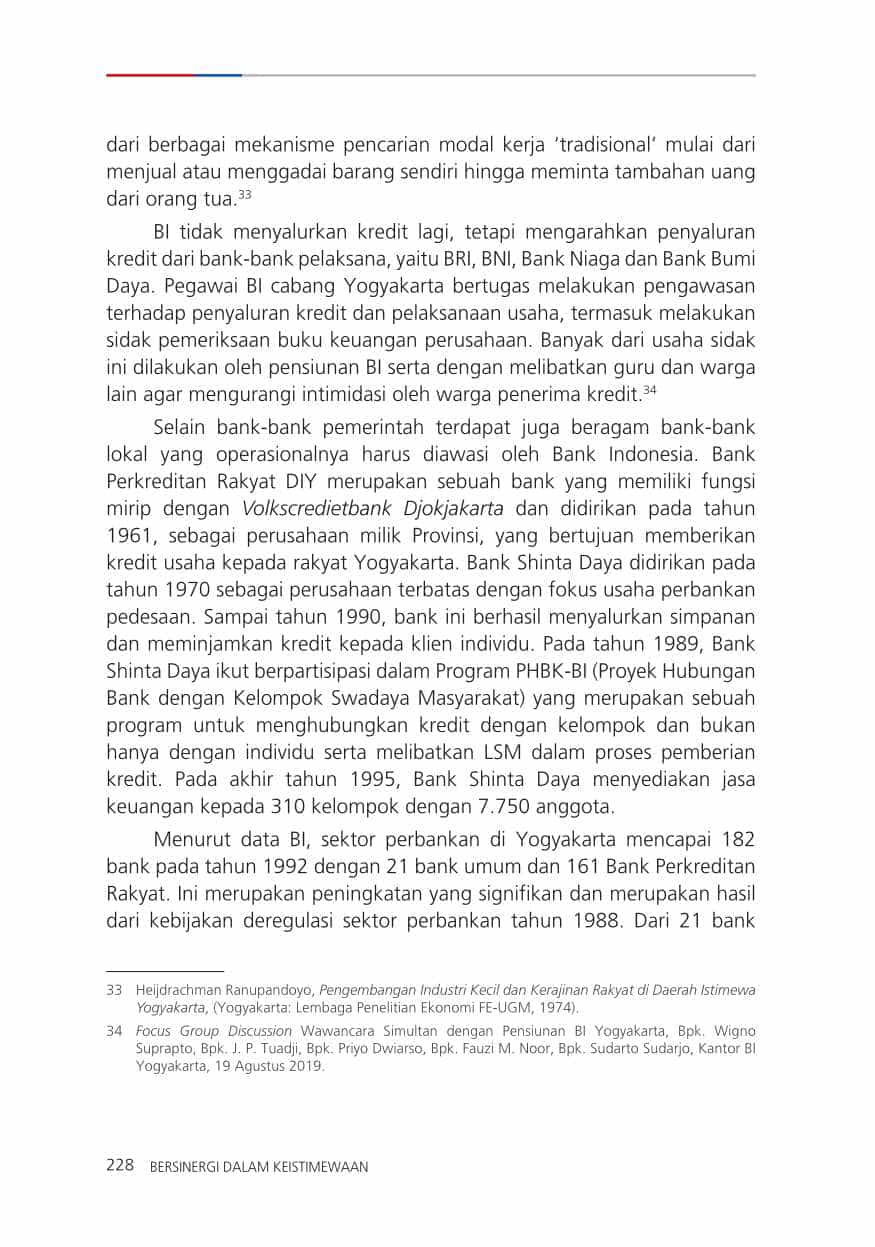 dari berbagai mekanisme pencarian modal kerja ‘tradisional’ mulai dari
menjual atau menggadai barang sendiri hingga meminta tambahan uang
dari orang tua.33
BI tidak menyalurkan kredit lagi, tetapi mengarahkan penyaluran
kredit dari bank-bank pelaksana, yaitu BRI, BNI, Bank Niaga dan Bank Bumi
Daya. Pegawai BI cabang Yogyakarta bertugas melakukan pengawasan
terhadap penyaluran kredit dan pelaksanaan usaha, termasuk melakukan
sidak pemeriksaan buku keuangan perusahaan. Banyak dari usaha sidak
ini dilakukan oleh pensiunan BI serta dengan melibatkan guru dan warga
lain agar mengurangi intimidasi oleh warga penerima kredit.34
Selain bank-bank pemerintah terdapat juga beragam bank-bank
lokal yang operasionalnya harus diawasi oleh Bank Indonesia. Bank
Perkreditan Rakyat DIY merupakan sebuah bank yang memiliki fungsi
mirip dengan Volkscredietbank Djokjakarta dan didirikan pada tahun
1961, sebagai perusahaan milik Provinsi, yang bertujuan memberikan
kredit usaha kepada rakyat Yogyakarta. Bank Shinta Daya didirikan pada
tahun 1970 sebagai perusahaan terbatas dengan fokus usaha perbankan
pedesaan. Sampai tahun 1990, bank ini berhasil menyalurkan simpanan
dan meminjamkan kredit kepada klien individu. Pada tahun 1989, Bank
Shinta Daya ikut berpartisipasi dalam Program PHBK-BI (Proyek Hubungan
Bank dengan Kelompok Swadaya Masyarakat) yang merupakan sebuah
program untuk menghubungkan kredit dengan kelompok dan bukan
hanya dengan individu serta melibatkan LSM dalam proses pemberian
kredit. Pada akhir tahun 1995, Bank Shinta Daya menyediakan jasa
keuangan kepada 310 kelompok dengan 7.750 anggota.
Menurut data BI, sektor perbankan di Yogyakarta mencapai 182
bank pada tahun 1992 dengan 21 bank umum dan 161 Bank Perkreditan
Rakyat. Ini merupakan peningkatan yang signifikan dan merupakan hasil
dari kebijakan deregulasi sektor perbankan tahun 1988. Dari 21 bank
33 Heijdrachman Ranupandoyo, Pengembangan Industri Kecil dan Kerajinan Rakyat di Daerah Istimewa
Yogyakarta, (Yogyakarta: Lembaga Penelitian Ekonomi FE-UGM, 1974).
34 Focus Group Discussion Wawancara Simultan dengan Pensiunan BI Yogyakarta, Bpk. Wigno
Suprapto, Bpk. J. P. Tuadji, Bpk. Priyo Dwiarso, Bpk. Fauzi M. Noor, Bpk. Sudarto Sudarjo, Kantor BI
Yogyakarta, 19 Agustus 2019.
228 BERSINERGI DALAM KEISTIMEWAAN